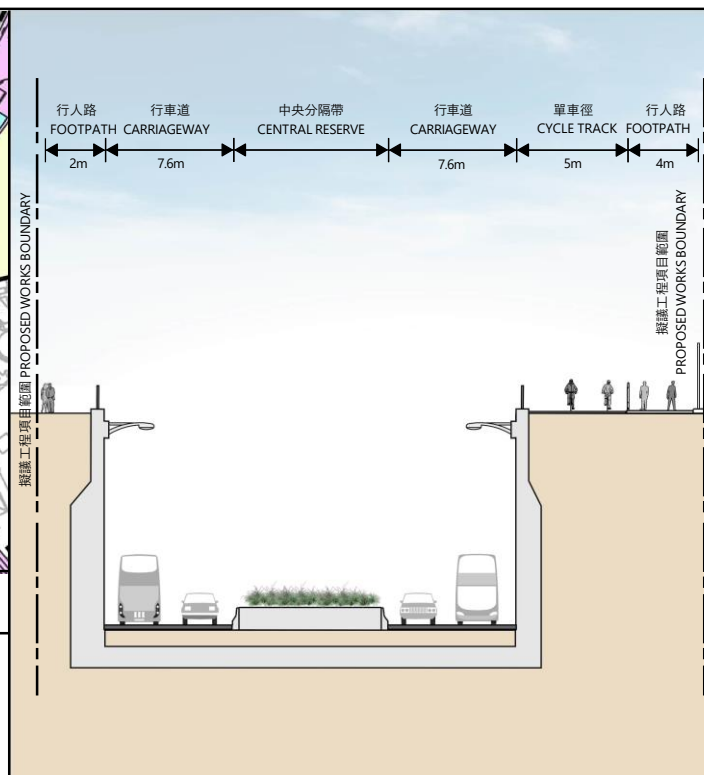 行人路
FOOTPATH
2m
行車道
CARRIAGEWAY
7.6m
中央分隔帶
CENTRAL RESERVE
行車道
CARRIAGEWAY
7.6m
單車徑
CYCLE TRACK
5m
行人路
FOOTPATH
4m
擬議工程項目範圍 PROPOSED WORKS BOUNDARY
擬議工程項目範圍
PROPOSED WORKS BOUNDARY